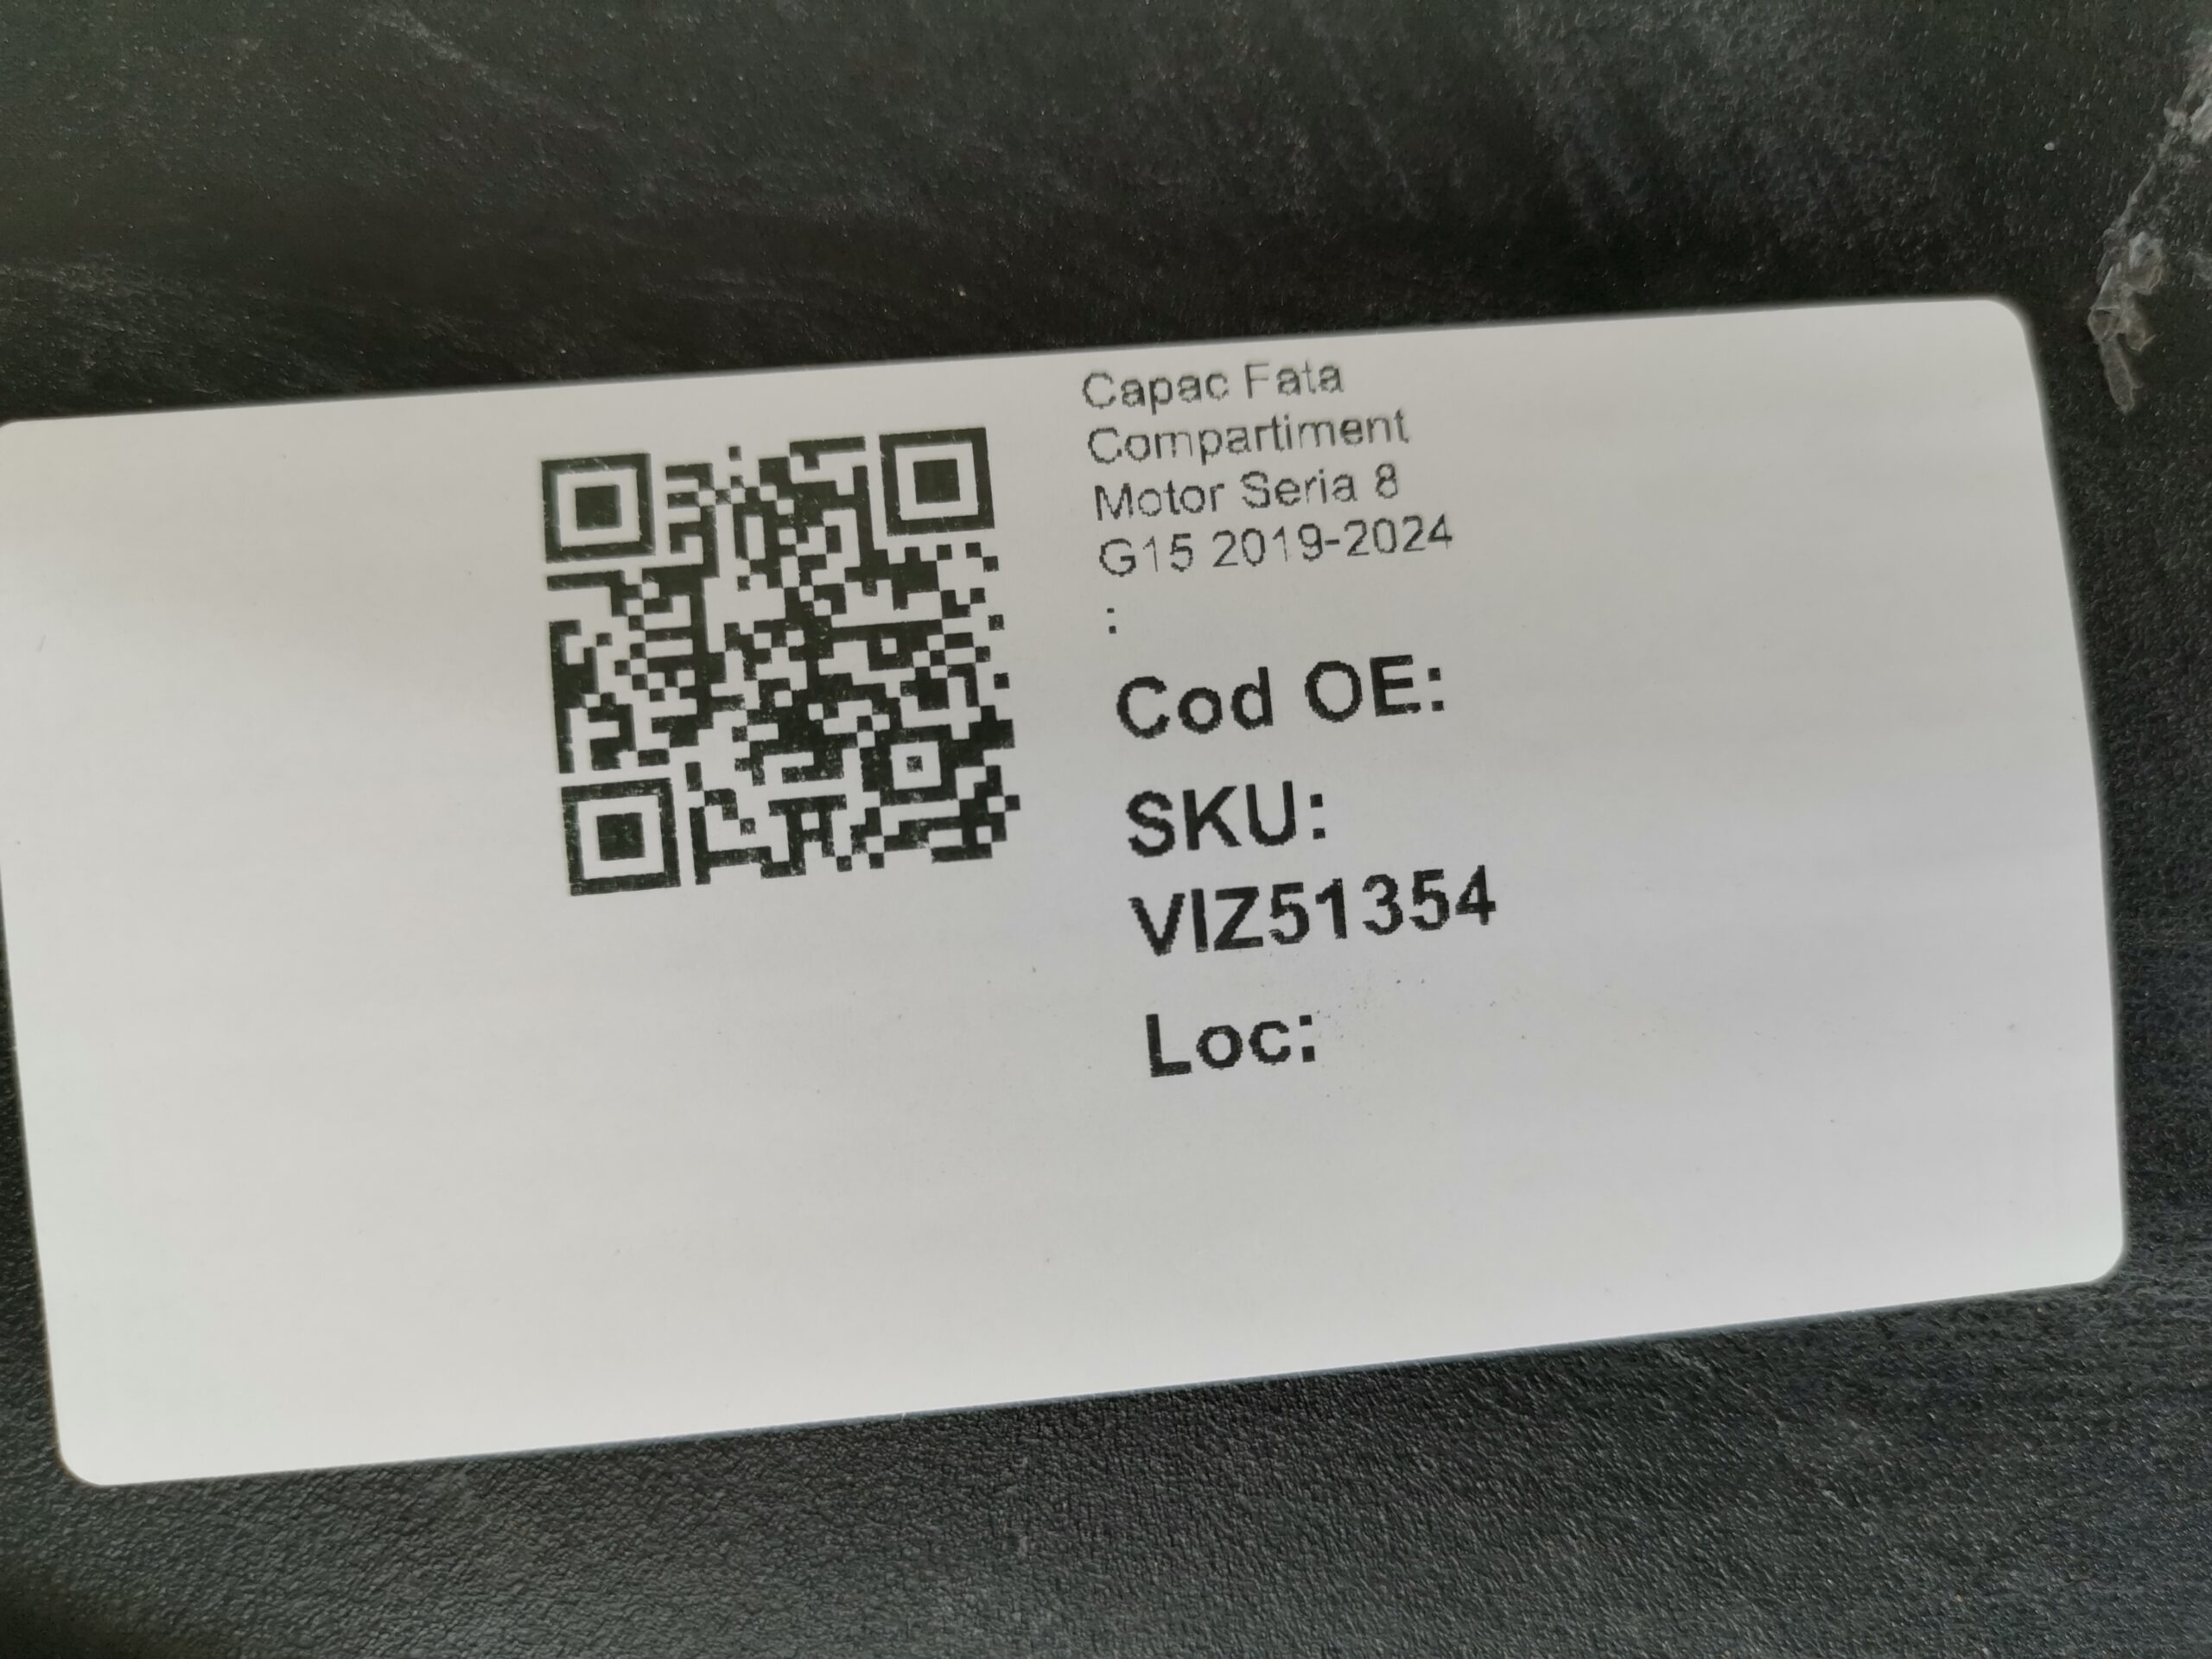 Capac Fata
Compartiment
Motor Seria 8
G15 2019-2024
:
Cod OE:
SKU:
VIZ51354
Loc: